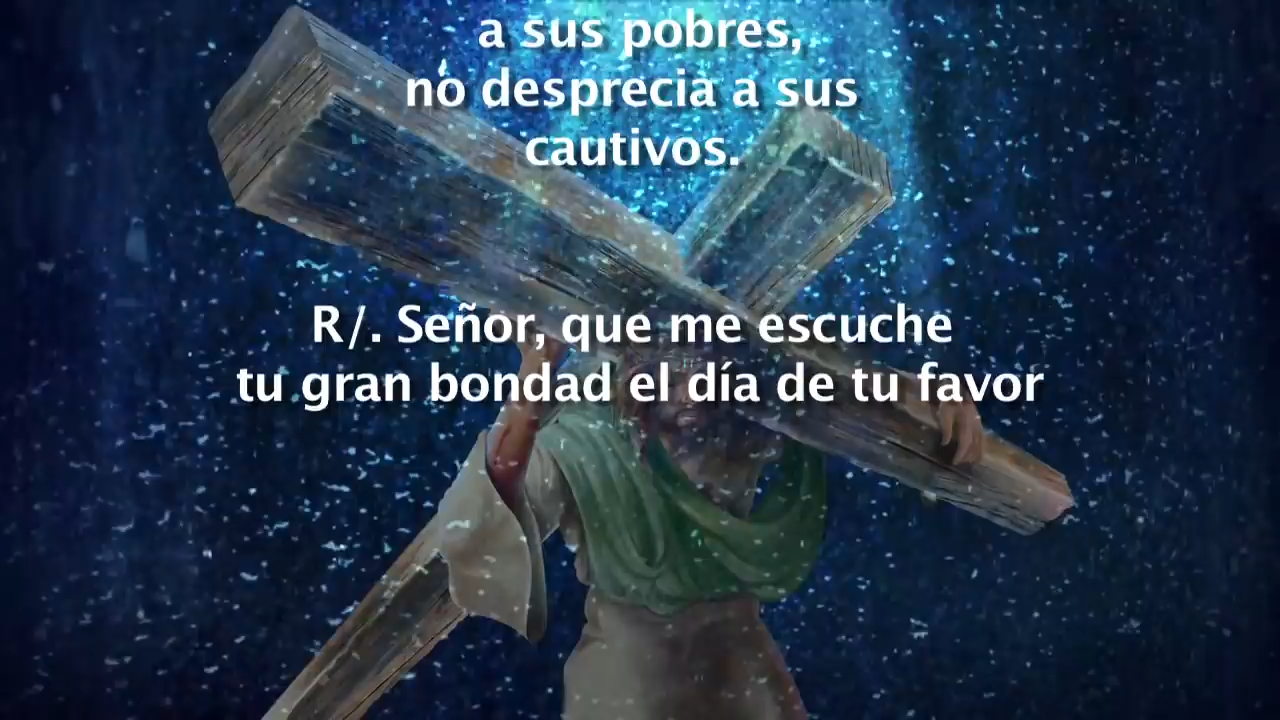 a sus pobres,
no desprecia a sus
cautivos.
R/. Señor, que me escuche
tu gran bondad el día de tu favor